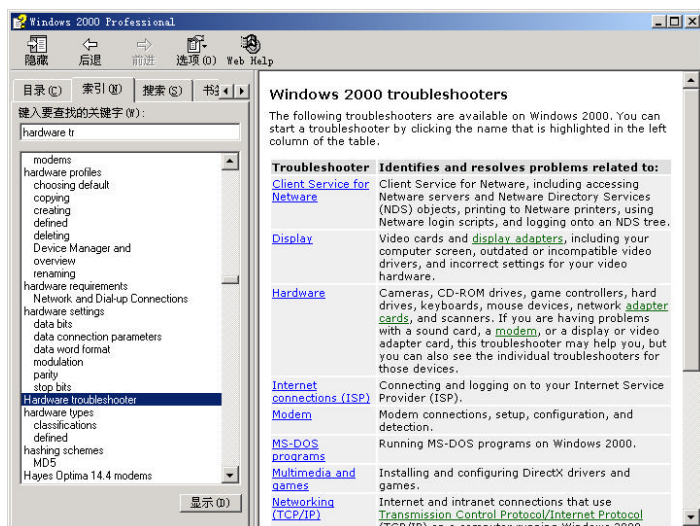 Windows 2000 Professional
隐藏 后退 前进 选项(O) Web Help
目录(C) 索引(N) 搜索(S)
键入要查找的关键字(W):
hardware tr
modems
hardware profiles
choosing default
copying
creating
defined
deleting
Device Manager and
overview
renaming
hardware requirements
Network and Dial-up Connections
hardware settings
data bits
data connection parameters
data word format
modulation
parity
stop bits
Hardware troubleshooter
hardware types
classifications
defined
hashing schemes
MD5
Hayes Optima 14.4 modems
显示(D)
Windows 2000 troubleshooters
The following troubleshooters are available on Windows 2000. You can
start a troubleshooter by clicking the name that is highlighted in the left
column of the table.
Troubleshooter Identifies and resolves problems related to:
Client Service for
Netware
Client Service for Netware, including accessing
Netware servers and Netware Directory Services
(NDS) objects, printing to Netware printers, using
Netware login scripts, and logging onto an NDS tree.
Display
Video cards and display adapters, including your
computer screen, outdated or incompatible video
drivers, and incorrect settings for your video
hardware.
Hardware
Cameras, CD-ROM drives, game controllers, hard
drives, keyboards, mouse devices, network adapter
cards, and scanners. If you are having problems
with a sound card, a modem, or a display or video
adapter card, this troubleshooter may help you, but
you can also see the individual troubleshooters for
those devices.
Internet
connections (ISP)
Connecting and logging on to your Internet Service
Provider (ISP).
Modem
Modem connections, setup, configuration, and
detection.
MS-DOS
programs
Running MS-DOS programs on Windows 2000.
Multimedia and
games
Installing and configuring DirectX drivers and
games.
Networking
(TCP/IP)
Internet and intranet connections that use
Transmission Control Protocol/Internet Protocol
(TCP/IP) on a computer running Windows 2000